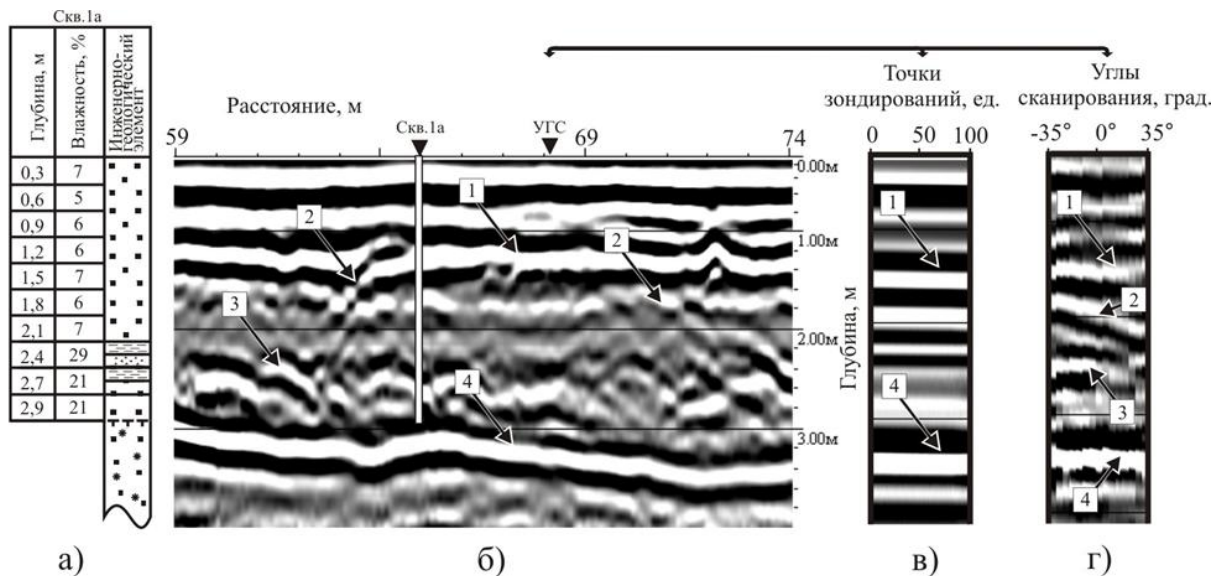 Скв.1а
Глубина, м
Влажность, %
Инженерно-
геологический
элемент
0,3 7
0,6 5
0,9 6
1,2 6
1,5 7
1,8 6
2,1 7
2,4 29
2,7 21
2,9 21
а)
Расстояние, м
Скв.1а
УГС
59 69 74
0.00м
1.00м
2.00м
3.00м
1
2
2
3
4
б)
Точки
зондирований, ед.
0 50 100
Глубина, м
1
4
в)
Углы
сканирования, град.
-35° 0° 35°
1
2
3
4
г)